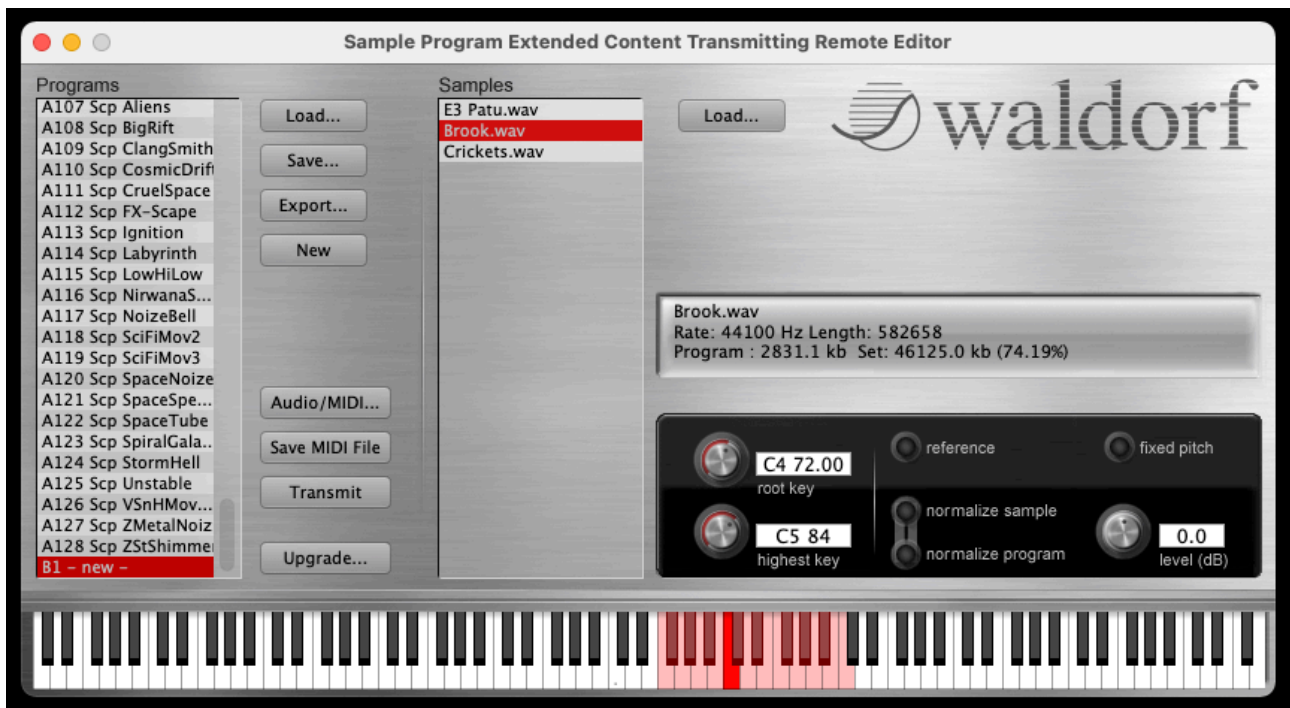 Sample Program Extended Content Transmitting Remote Editor
Programs
A107 Scp Aliens
A108 Scp BigRift
A109 Scp ClangSmith
A110 Scp CosmicDrift
A111 Scp CruelSpace
A112 Scp FX-Scape
A113 Scp Ignition
A114 Scp Labyrinth
A115 Scp LowHiLow
A116 Scp NirwanaS...
A117 Scp NoizeBell
A118 Scp SciFiMov2
A119 Scp SciFiMov3
A120 Scp SpaceNoize
A121 Scp SpaceSpe...
A122 Scp SpaceTube
A123 Scp SpiralGala..
A124 Scp StormHell
A125 Scp Unstable
A126 Scp VSnHMov...
A127 Scp ZMetalNoiz
A128 Scp ZStShimmer
B1 - new -
Load...
Save...
Export...
New
Audio/MIDI...
Save MIDI File
Transmit
Upgrade...
Samples
E3 Patu.wav
Brook.wav
Crickets.wav
Load...
waldorf
Brook.wav
Rate: 44100 Hz Length: 582658
Program : 2831.1 kb Set: 46125.0 kb (74.19%)
C4 72.00
root key
C5 84
highest key
reference
fixed pitch
normalize sample
normalize program
0.0
level (dB)